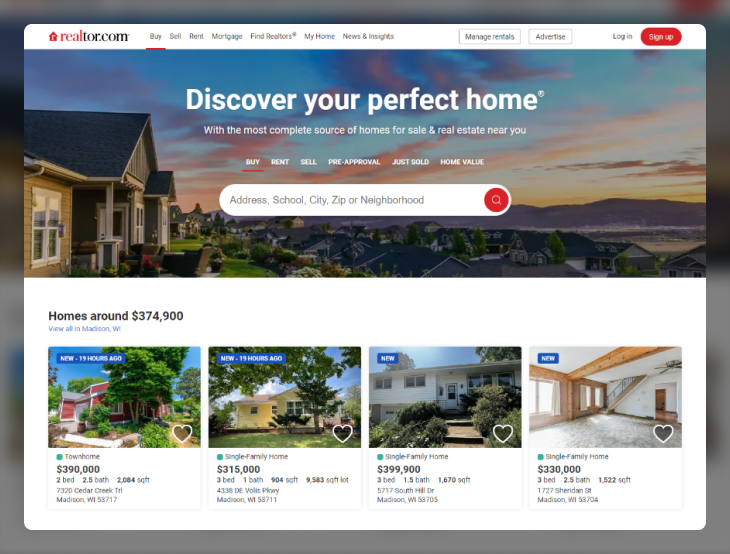 realtor.com
Buy Sell Rent Mortgage Find Realtors® My Home News & Insights Manage rentals Advertise Log in Sign up
Discover your perfect home®
With the most complete source of homes for sale & real estate near you
BUY RENT SELL PRE-APPROVAL JUST SOLD HOME VALUE
Address, School, City, Zip or Neighborhood
Homes around $374,900
View all in Madison, WI
NEW - 19 HOURS AGO
Townhome
$390,000
2 bed 2.5 bath 2,084 sqft
7320 Cedar Creek Trl
Madison, WI 53717
NEW - 19 HOURS AGO
Single-Family Home
$315,000
3 bed 1 bath 904 sqft 9,583 sqft lot
4338 DE Volis Pkwy
Madison, WI 53711
NEW
Single-Family Home
$399,900
3 bed 1.5 bath 1,670 sqft
5717 South Hill Dr
Madison, WI 53705
NEW
Single-Family Home
$330,000
3 bed 2.5 bath 1,522 sqft
1727 Sheridan St
Madison, WI 53704